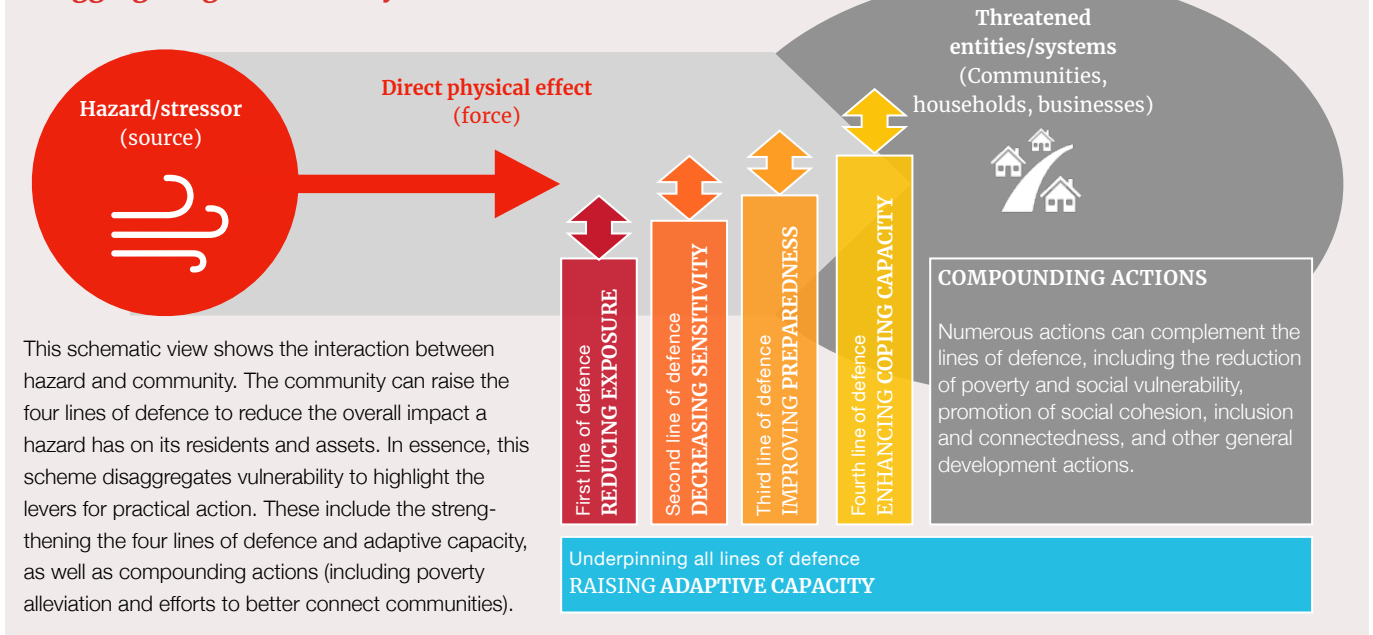 Threatened
entities/systems
(Communities,
households, businesses)
Hazard/stressor
(source)
Direct physical effect
(force)
First line of defence
REDUCING EXPOSURE
Second line of defence
DECREASING SENSITIVITY
Third line of defence
IMPROVING PREPAREDNESS
Fourth line of defence
ENHANCING COPING CAPACITY
COMPOUNDING ACTIONS
Numerous actions can complement the
lines of defence, including the reduction
of poverty and social vulnerability,
promotion of social cohesion, inclusion
and connectedness, and other general
development actions.
This schematic view shows the interaction between
hazard and community. The community can raise the
four lines of defence to reduce the overall impact a
hazard has on its residents and assets. In essence, this
scheme disaggregates vulnerability to highlight the
levers for practical action. These include the streng-
thening the four lines of defence and adaptive capacity,
as well as compounding actions (including poverty
alleviation and efforts to better connect communities).
Underpinning all lines of defence
RAISING ADAPTIVE CAPACITY